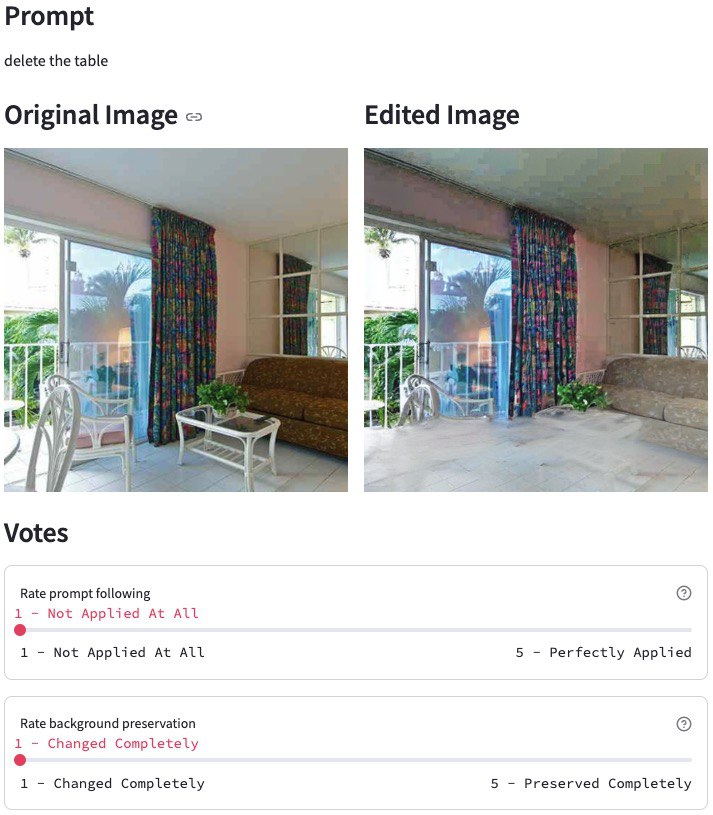 Prompt
delete the table
Original Image
Edited Image
Votes
Rate prompt following
1 - Not Applied At All
1 - Not Applied At All
5 - Perfectly Applied
Rate background preservation
1 - Changed Completely
1 - Changed Completely
5 - Preserved Completely